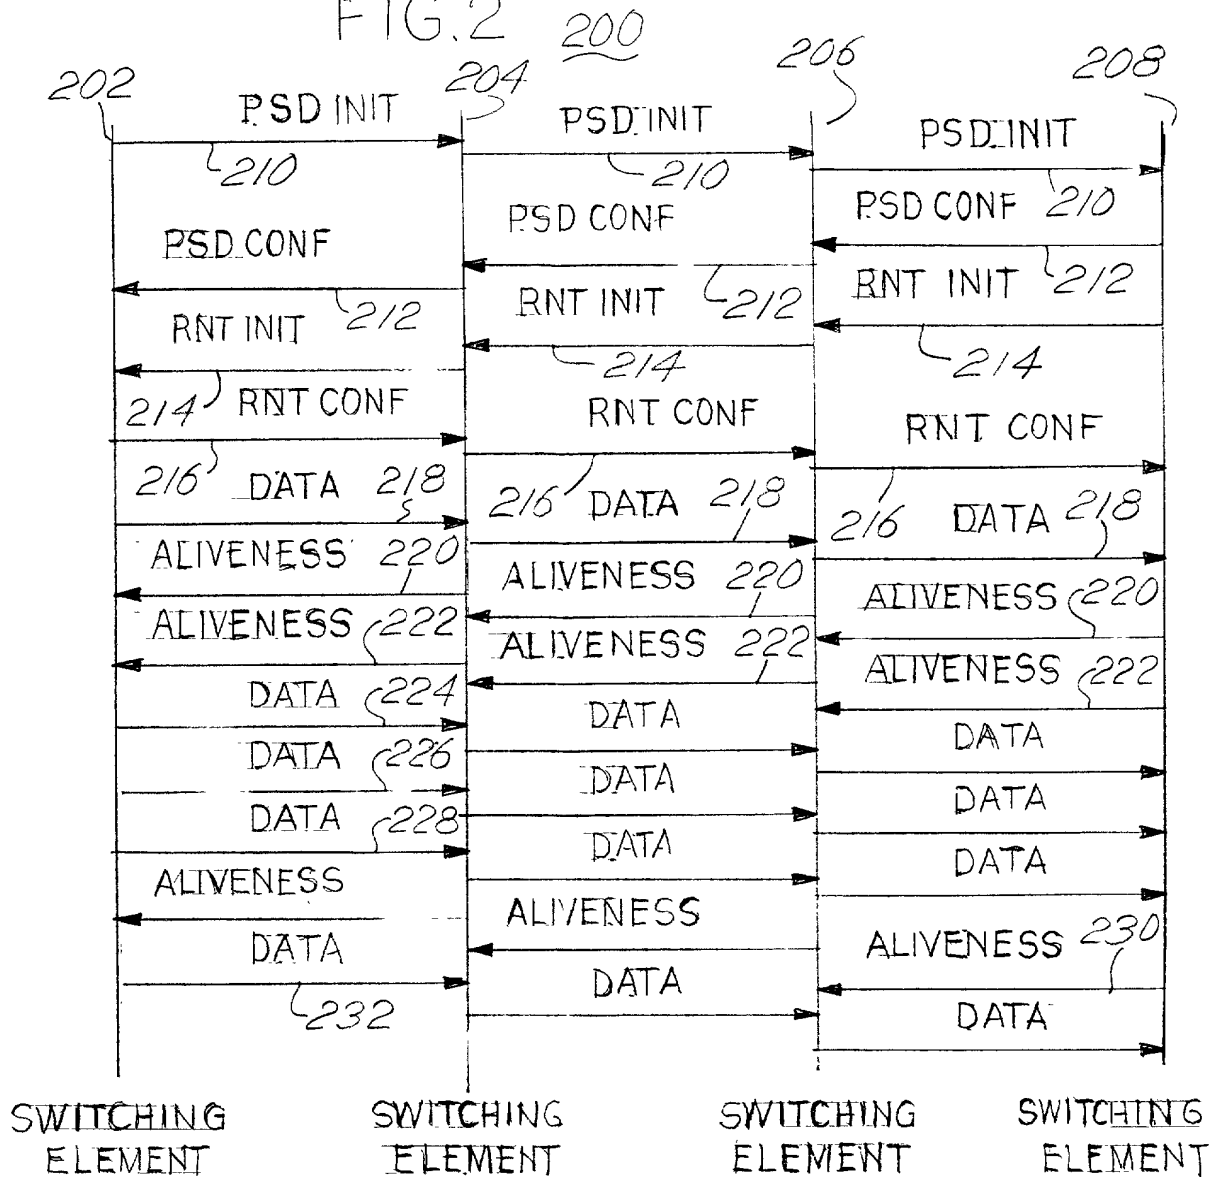 FIG.2 200
202 204 206 208
PSD INIT PSD INIT PSD INIT
210 210 210
PSD CONF PSD CONF PSD CONF
212 212 212
RNT INIT RNT INIT RNT INIT
214 214 214
RNT CONF RNT CONF RNT CONF
216 216 216
DATA 218 DATA 218 DATA 218
ALIVENESS 220 ALIVENESS 220 ALIVENESS 220
ALIVENESS 222 ALIVENESS 222 ALIVENESS 222
DATA 224 DATA DATA
DATA 226 DATA DATA
DATA 228 DATA DATA
ALIVENESS ALIVENESS ALIVENESS 230
DATA DATA DATA
232
SWITCHING SWITCHING SWITCHING SWITCHING
ELEMENT ELEMENT ELEMENT ELEMENT